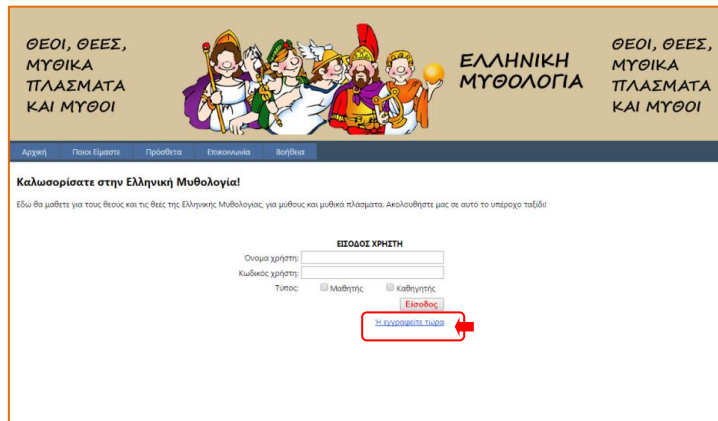 ΘΕΟΙ, ΘΕΕΣ,
ΜΥΘΙΚΑ
ΠΛΑΣΜΑΤΑ
ΚΑΙ ΜΥΘΟΙ
ΕΛΛΗΝΙΚΗ
ΜΥΘΟΛΟΓΙΑ
ΘΕΟΙ, ΘΕΕΣ,
ΜΥΘΙΚΑ
ΠΛΑΣΜΑΤΑ
ΚΑΙ ΜΥΘΟΙ
Αρχική Ποιοι Είμαστε Πρόσθετα Επικοινωνία Βοήθεια
Καλωσορίσατε στην Ελληνική Μυθολογία!
Εδώ θα μαθετε για τους θεούς και τις θεές της Ελληνικής Μυθολογίας, για μύθους και μυθικά πλάσματα. Ακολουθήστε μας σε αυτό το υπέροχο ταξίδι!
ΕΙΣΟΔΟΣ ΧΡΗΣΤΗ
Όνομα χρήστη:
Κωδικός χρήστη:
Τύπος: Μαθητής Καθηγητής
Είσοδος
Ή εγγραφείτε τώρα